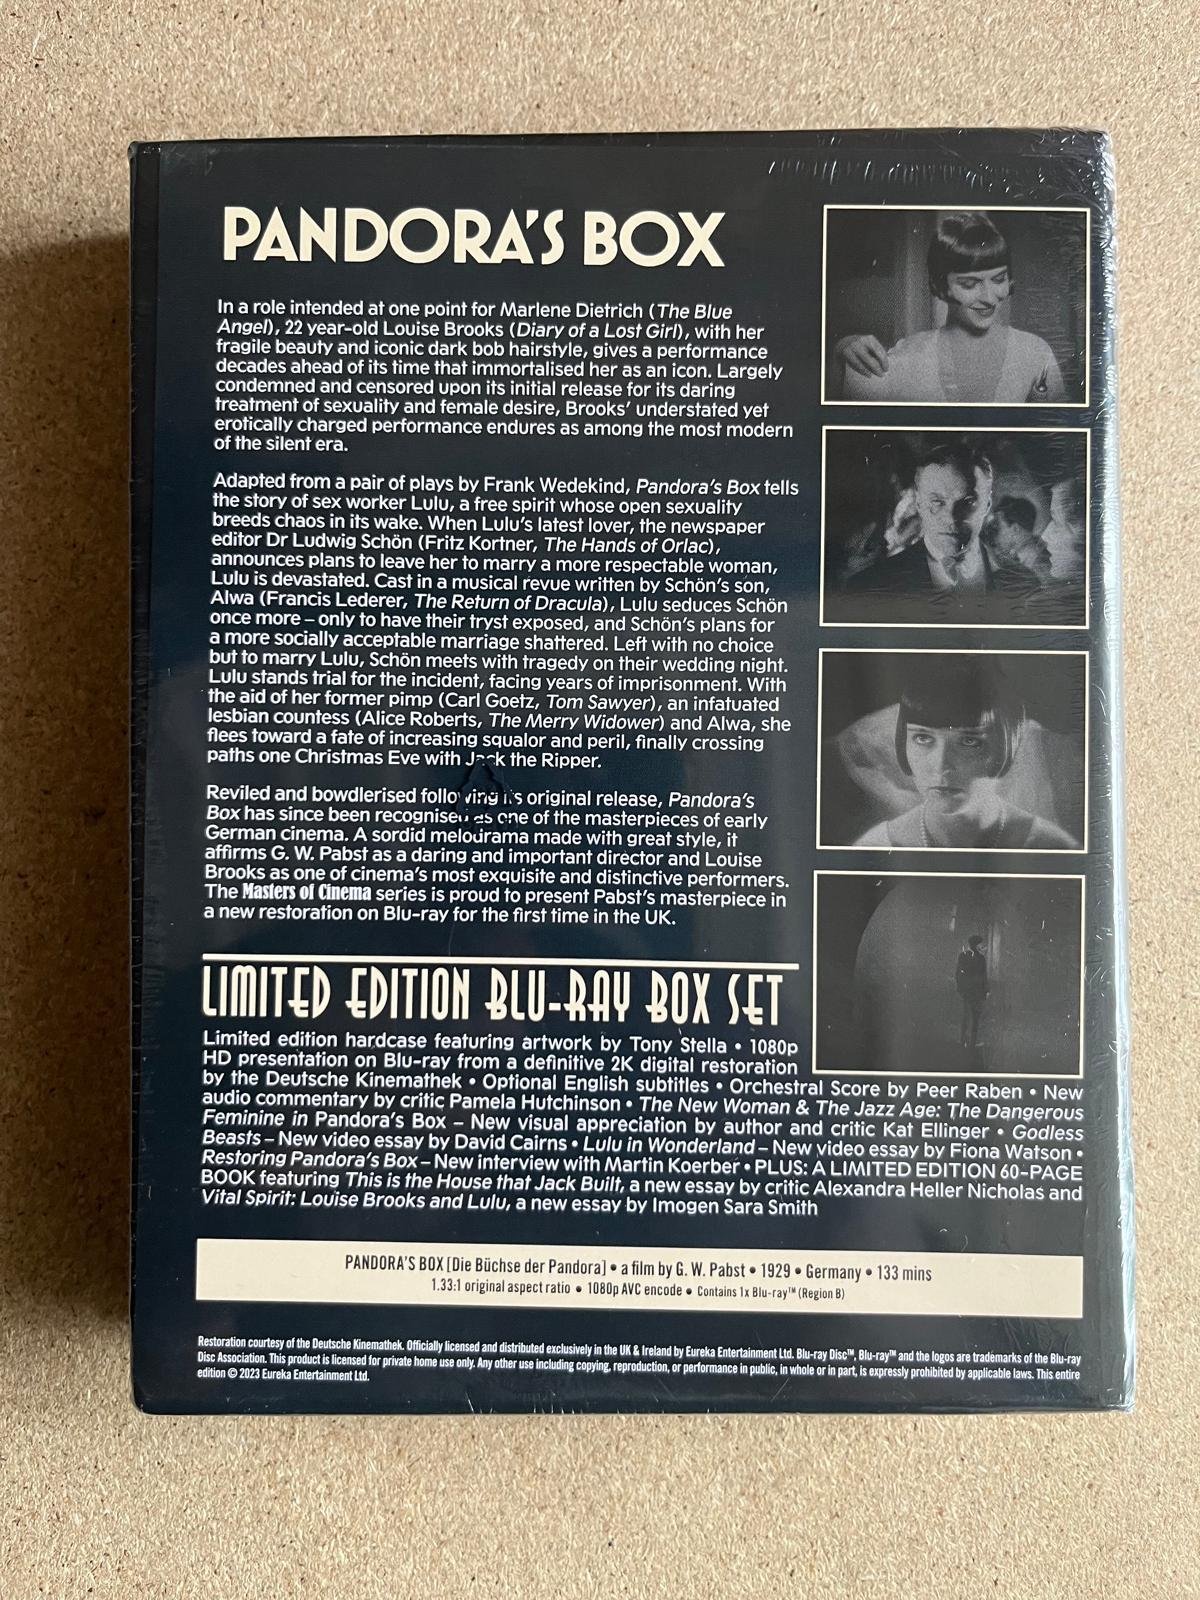 PANDORA'S BOX
In a role intended at one point for Marlene Dietrich (The Blue
Angel), 22 year-old Louise Brooks (Diary of a Lost Girl), with her
fragile beauty and iconic dark bob hairstyle, gives a performance
decades ahead of its time that immortalised her as an icon. Largely
condemned and censored upon its initial release for its daring
treatment of sexuality and female desire, Brooks' understated yet
erotically charged performance endures as among the most modern
of the silent era.
Adapted from a pair of plays by Frank Wedekind, Pandora's Box tells
the story of sex worker Lulu, a free spirit whose open sexuality
breeds chaos in its wake. When Lulu's latest lover, the newspaper
editor Dr Ludwig Schön (Fritz Kortner, The Hands of Orlac),
announces plans to leave her to marry a more respectable woman,
Lulu is devastated. Cast in a musical revue written by Schön's son,
Alwa (Francis Lederer, The Return of Dracula), Lulu seduces Schön
once more – only to have their tryst exposed, and Schön's plans for
a more socially acceptable marriage shattered. Left with no choice
but to marry Lulu, Schön meets with tragedy on their wedding night.
Lulu stands trial for the incident, facing years of imprisonment. With
the aid of her former pimp (Carl Goetz, Tom Sawyer), an infatuated
lesbian countess (Alice Roberts, The Merry Widower) and Alwa, she
flees toward a fate of increasing squalor and peril, finally crossing
paths one Christmas Eve with Jack the Ripper.
Reviled and bowdlerised following its original release, Pandora's
Box has since been recognised as one of the masterpieces of early
German cinema. A sordid melodrama made with great style, it
affirms G. W. Pabst as a daring and important director and Louise
Brooks as one of cinema's most exquisite and distinctive performers.
The Masters of Cinema series is proud to present Pabst's masterpiece in
a new restoration on Blu-ray for the first time in the UK.
LIMITED EDITION BLU-RAY BOX SET
Limited edition hardcase featuring artwork by Tony Stella • 1080p
HD presentation on Blu-ray from a definitive 2K digital restoration
by the Deutsche Kinemathek • Optional English subtitles • Orchestral Score by Peer Raben • New
audio commentary by critic Pamela Hutchinson • The New Woman & The Jazz Age: The Dangerous
Feminine in Pandora's Box – New visual appreciation by author and critic Kat Ellinger • Godless
Beasts – New video essay by David Cairns • Lulu in Wonderland – New video essay by Fiona Watson •
Restoring Pandora's Box – New interview with Martin Koerber • PLUS: A LIMITED EDITION 60-PAGE
BOOK featuring This is the House that Jack Built, a new essay by critic Alexandra Heller Nicholas and
Vital Spirit: Louise Brooks and Lulu, a new essay by Imogen Sara Smith
PANDORA'S BOX [Die Büchse der Pandora] • a film by G. W. Pabst • 1929 • Germany • 133 mins
1.33:1 original aspect ratio • 1080p AVC encode • Contains 1x Blu-ray™ (Region B)
Restoration courtesy of the Deutsche Kinemathek. Officially licensed and distributed exclusively in the UK & Ireland by Eureka Entertainment Ltd. Blu-ray Disc™, Blu-ray™ and the logos are trademarks of the Blu-ray
Disc Association. This product is licensed for private home use only. Any other use including copying, reproduction, or performance in public, in whole or in part, is expressly prohibited by applicable laws. This entire
edition © 2023 Eureka Entertainment Ltd.